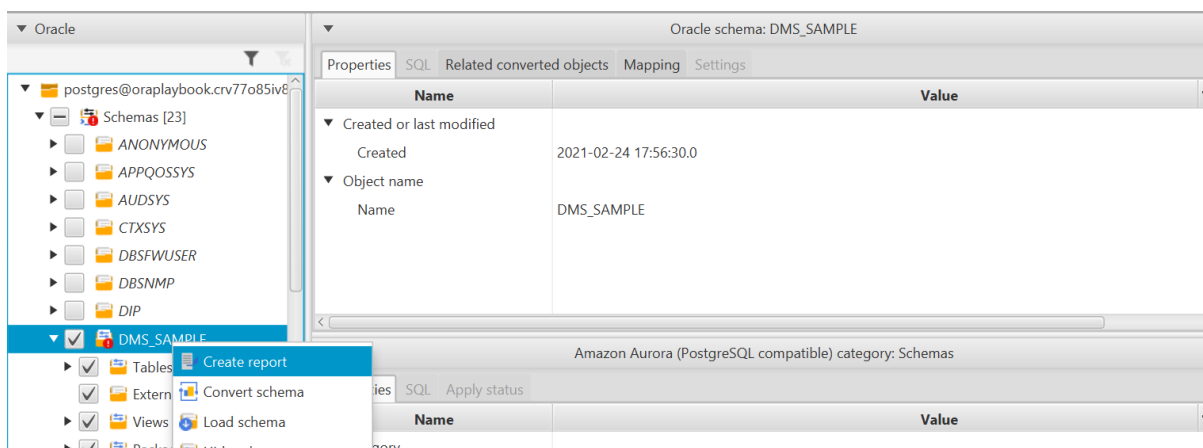 Oracle
postgres@oraplaybook.crv77o85iv8
Schemas [23]
ANONYMOUS
APPQOSSYS
AUDSYS
CTXSYS
DBSFWUSER
DBSNMP
DIP
DMS_SAMPLE
Tables
Extern
Views
Create report
Convert schema
Load schema
Oracle schema: DMS_SAMPLE
Properties SQL Related converted objects Mapping Settings
Name Value
Created or last modified
Created 2021-02-24 17:56:30.0
Object name
Name DMS_SAMPLE
Amazon Aurora (PostgreSQL compatible) category: Schemas
ies SQL Apply status
Name Value